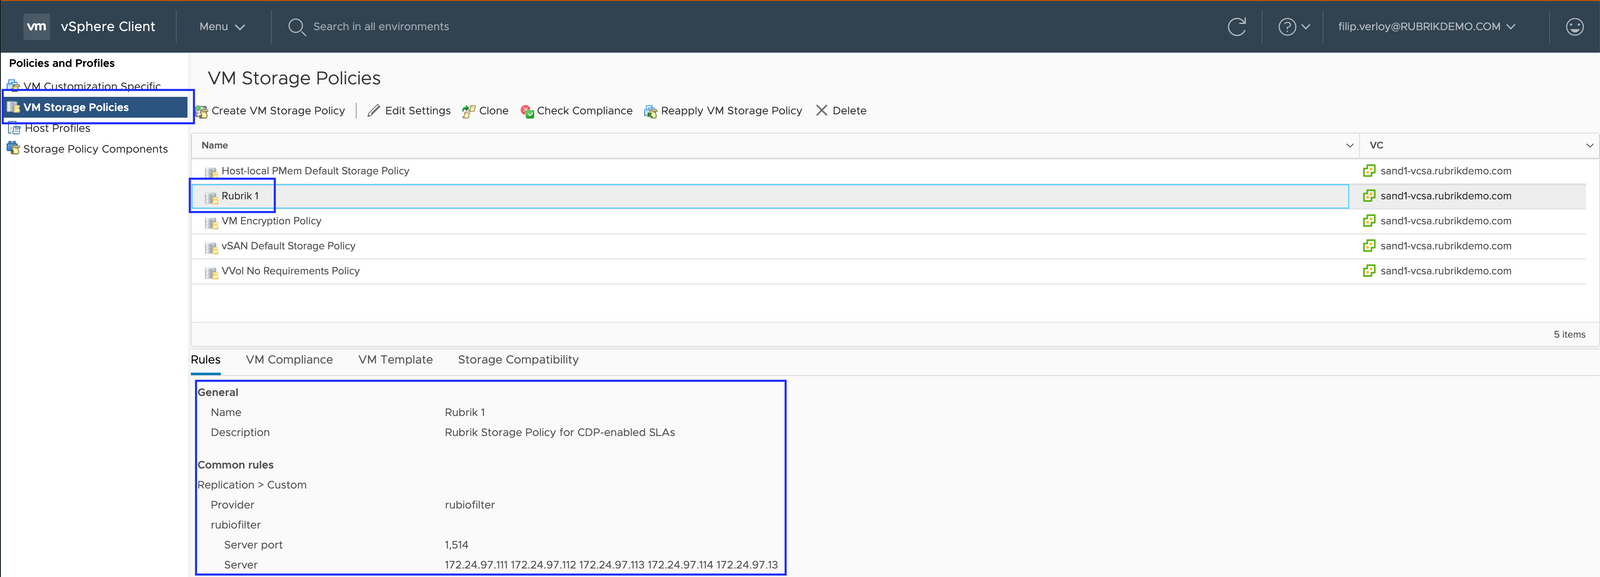 vm vSphere Client Menu Search in all environments filip.verloy@RUBRIKDEMO.COM
Policies and Profiles
VM Customization Specific
VM Storage Policies
Host Profiles
Storage Policy Components
VM Storage Policies
Create VM Storage Policy Edit Settings Clone Check Compliance Reapply VM Storage Policy Delete
Name VC
Host-local PMem Default Storage Policy sand1-vcsa.rubrikdemo.com
Rubrik 1 sand1-vcsa.rubrikdemo.com
VM Encryption Policy sand1-vcsa.rubrikdemo.com
vSAN Default Storage Policy sand1-vcsa.rubrikdemo.com
VVol No Requirements Policy sand1-vcsa.rubrikdemo.com
5 items
Rules VM Compliance VM Template Storage Compatibility
General
Name Rubrik 1
Description Rubrik Storage Policy for CDP-enabled SLAs
Common rules
Replication > Custom
Provider rubiofilter
rubiofilter
Server port 1,514
Server 172.24.97.111 172.24.97.112 172.24.97.113 172.24.97.114 172.24.97.13